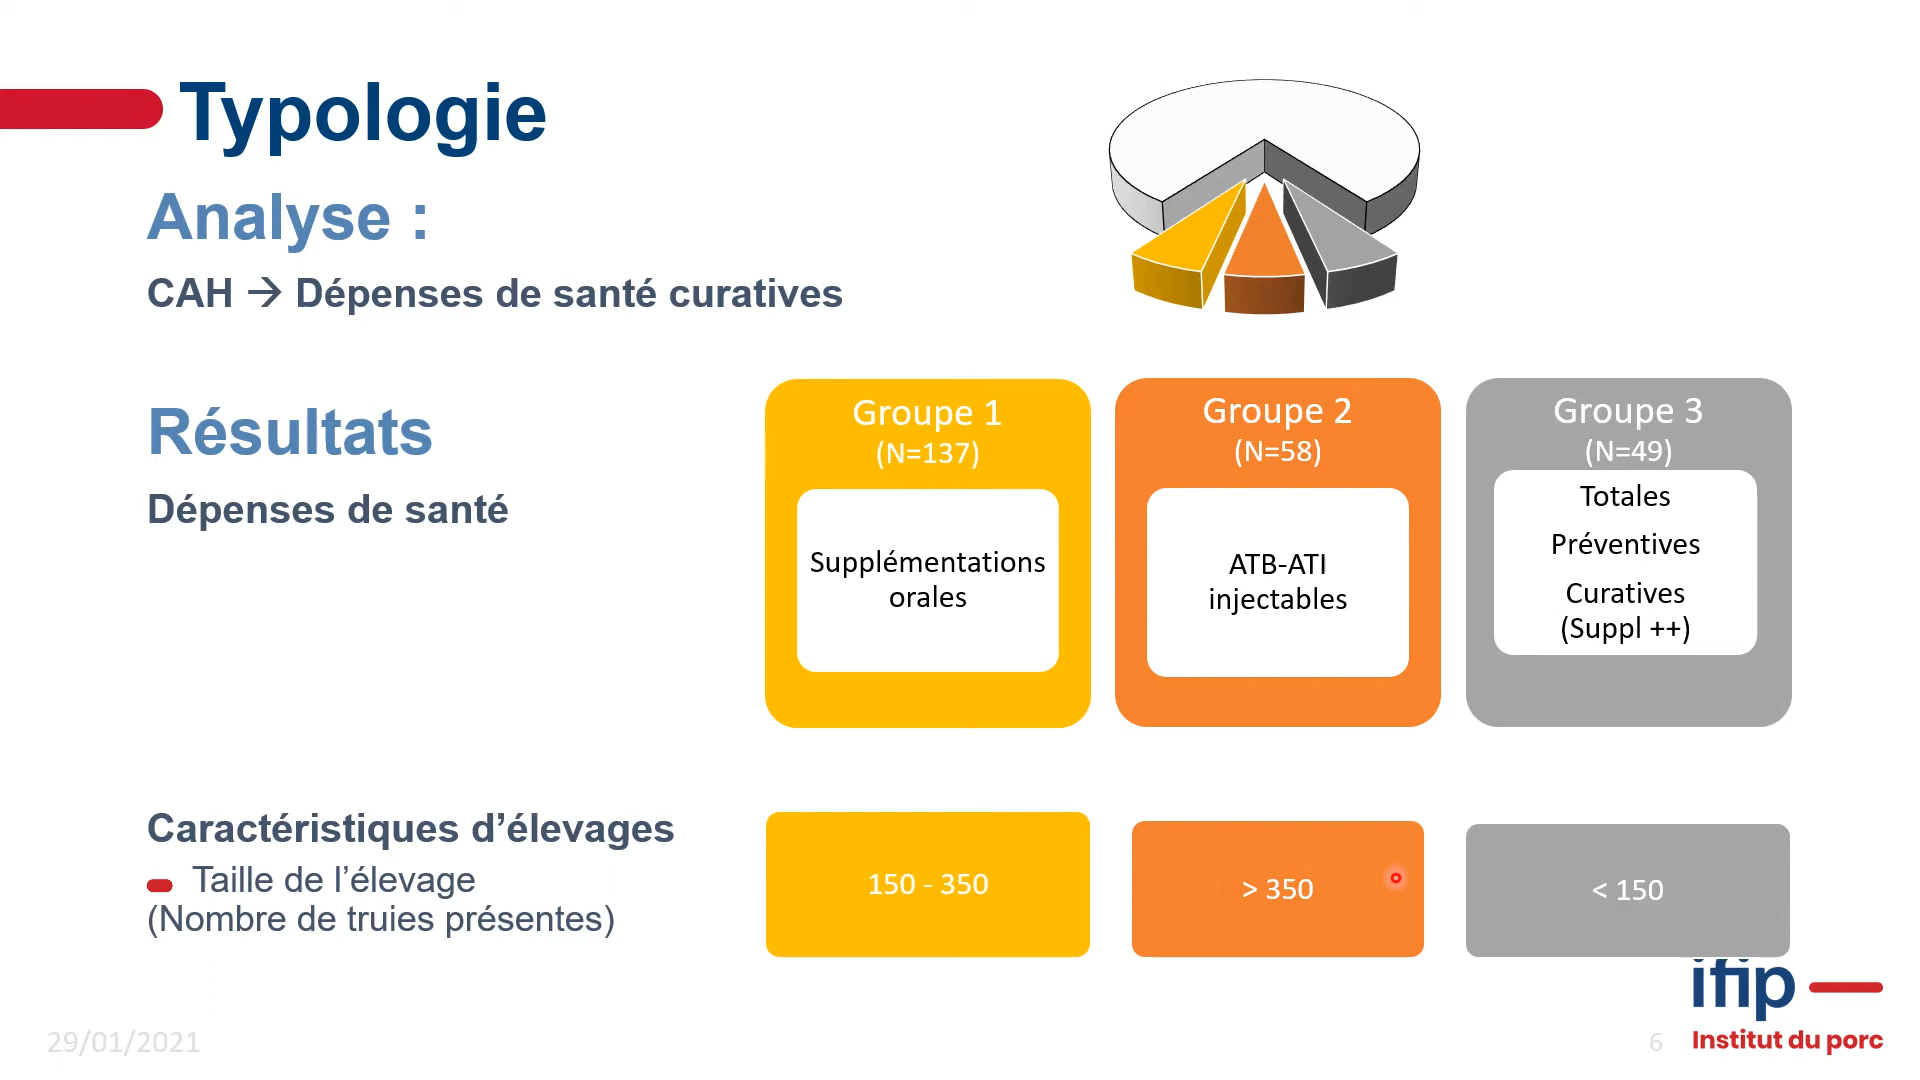 Typologie
Analyse :
CAH → Dépenses de santé curatives
Résultats
Dépenses de santé
Groupe 1
(N=137)
Supplémentations
orales
Groupe 2
(N=58)
ATB-ATI
injectables
Groupe 3
(N=49)
Totales
Préventives
Curatives
(Suppl ++)
Caractéristiques d’élevages
Taille de l’élevage
(Nombre de truies présentes)
150 - 350
> 350
< 150
29/01/2021
6
ifip
Institut du porc